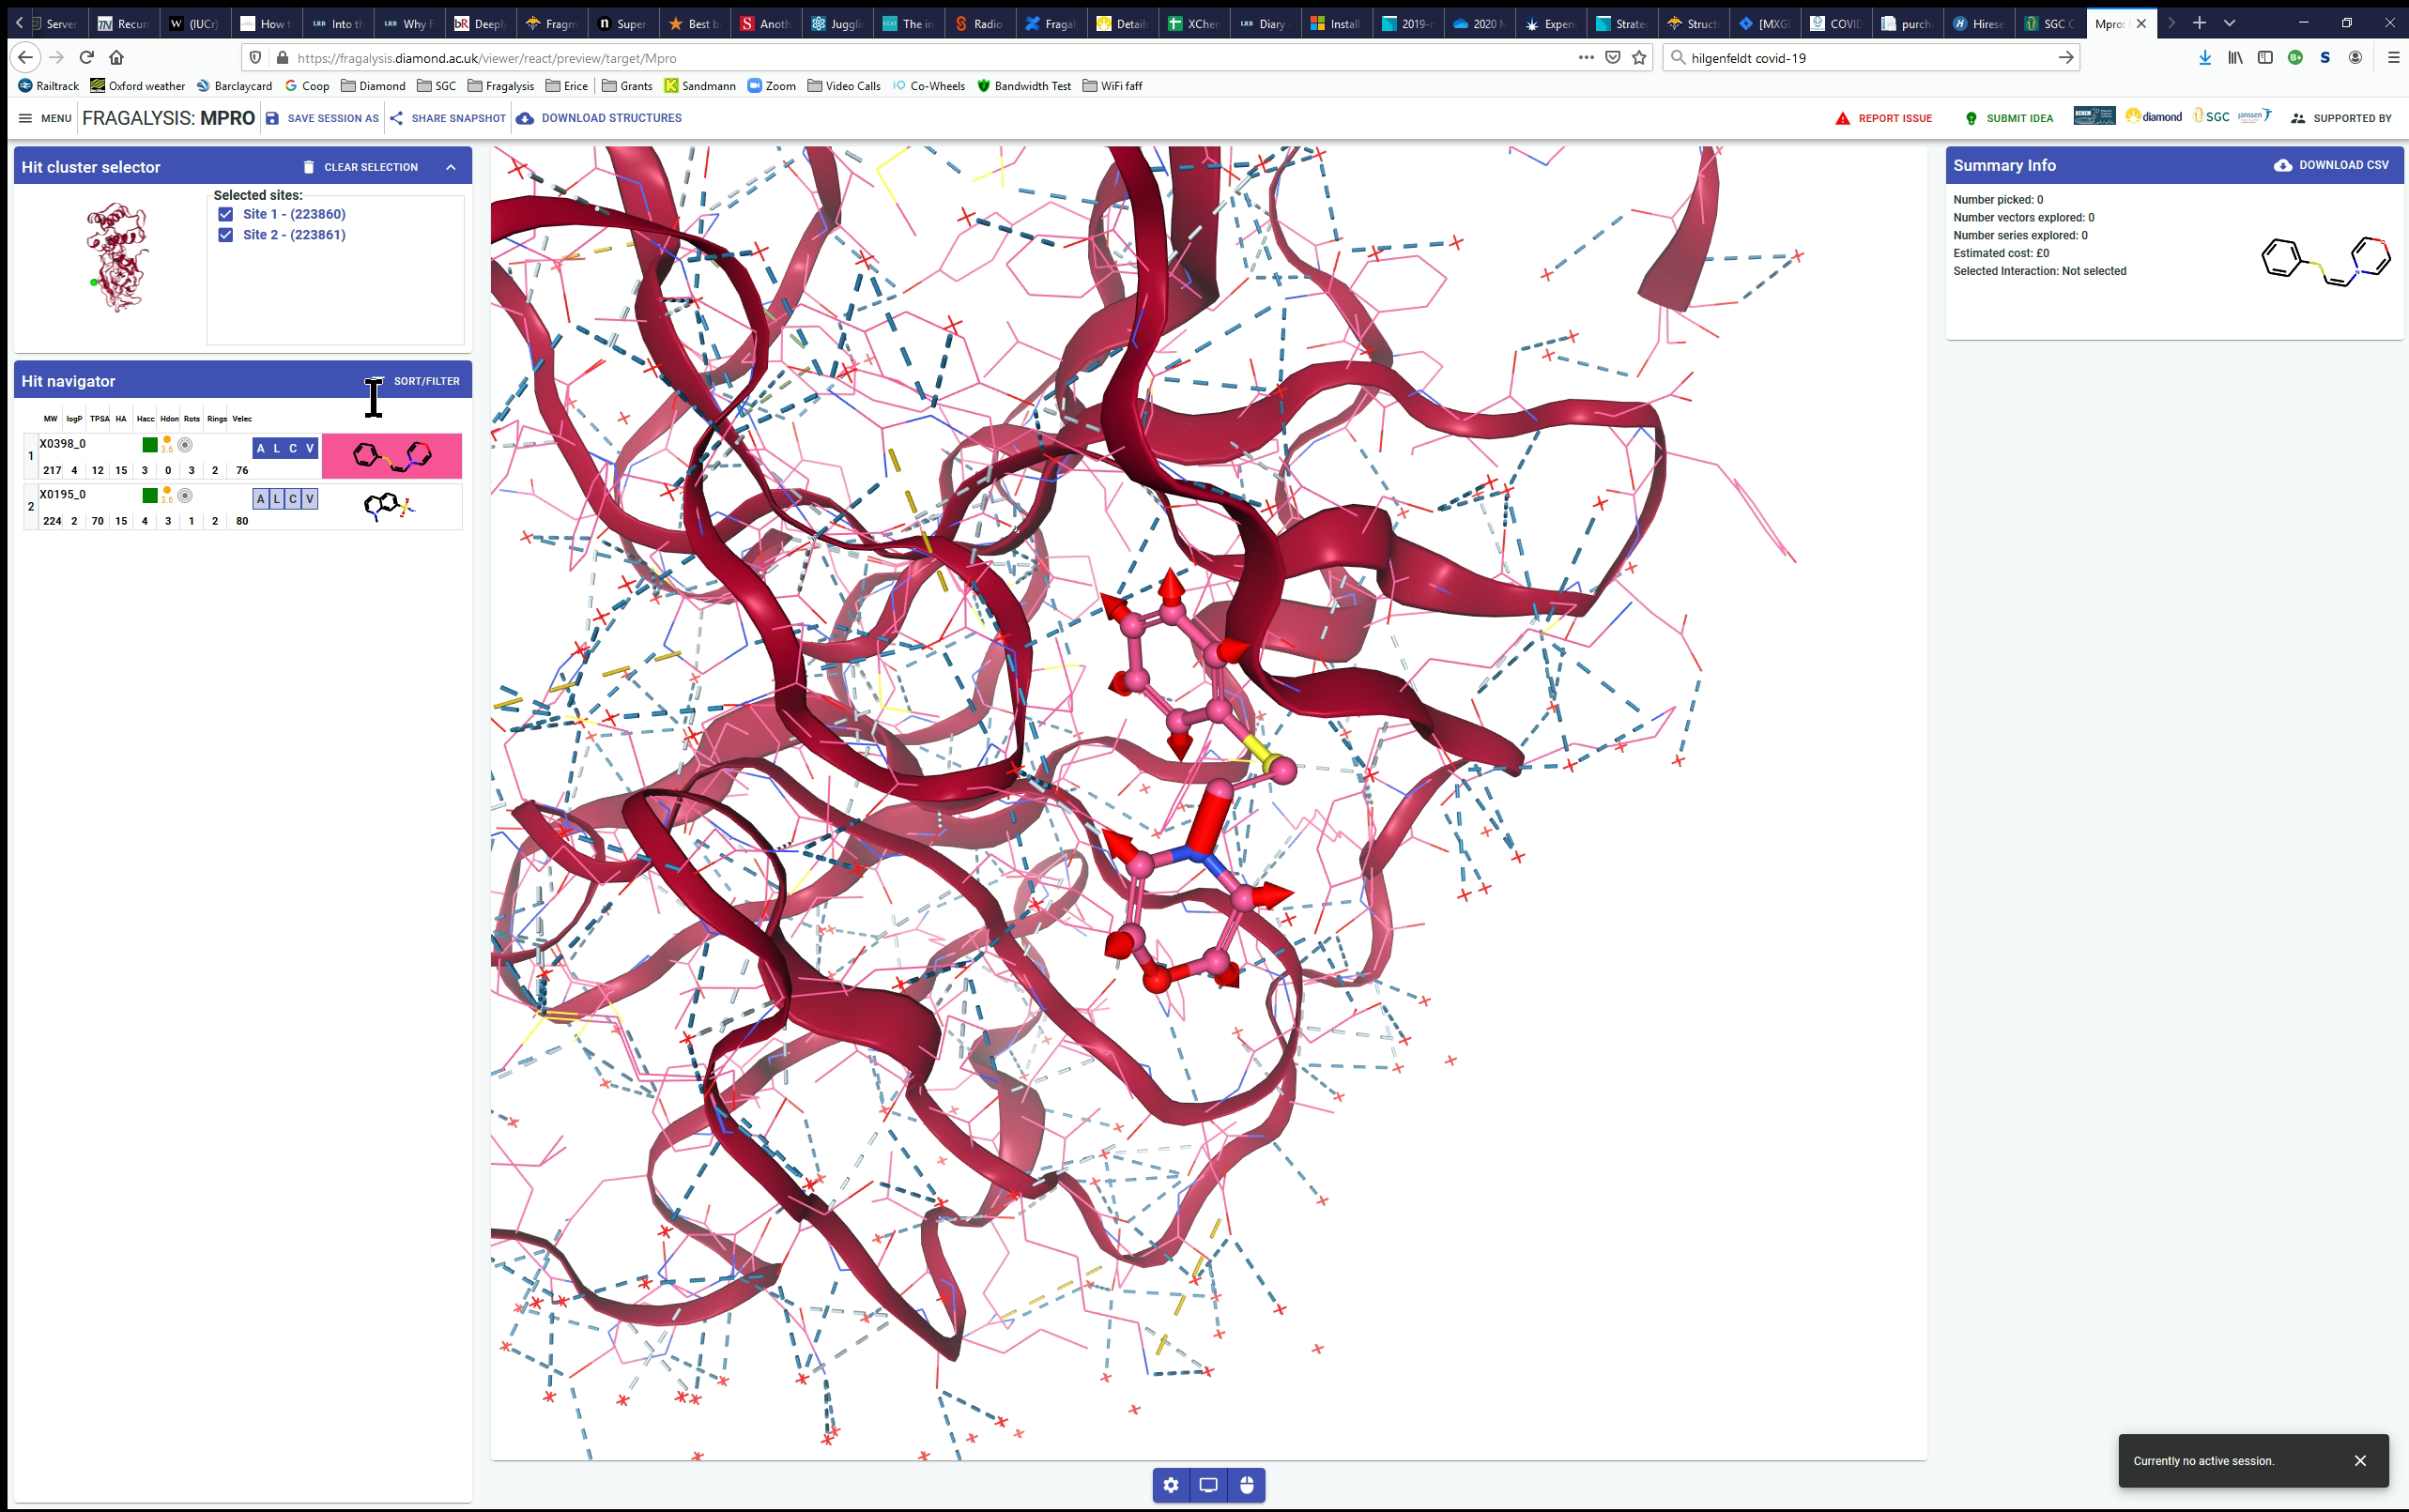 Server
Recurr
(IUCr)
How t
Into th
Why F
Deepl
Fragm
Super
Best b
Anoth
Juggli
The in
Radio
Fragal
Detail
XCher
Diary
Install
2019-
2020 N
Expen
Strate
Struct
[MXG
COVID
purch
Hirese
SGC C
Mpro:
https://fragalysis.diamond.ac.uk/viewer/react/preview/target/Mpro
hilgenfeldt covid-19
Railtrack Oxford weather Barclaycard Coop Diamond SGC Fragalysis Erice Grants Sandmann Zoom Video Calls Co-Wheels Bandwidth Test WiFi faff
MENU FRAGALYSIS: MPRO SAVE SESSION AS SHARE SNAPSHOT DOWNLOAD STRUCTURES REPORT ISSUE SUBMIT IDEA diamond SGC janssen SUPPORTED BY
Hit cluster selector CLEAR SELECTION
Selected sites:
Site 1 - (223860)
Site 2 - (223861)
Hit navigator SORT/FILTER
MW logP TPSA HA Hacc Hdon Rots Rings Velec
1 X0398_0 3.6 A L C V
217 4 12 15 3 0 3 2 76
2 X0195_0 3.6 A L C V
224 2 70 15 4 3 1 2 80
Summary Info DOWNLOAD CSV
Number picked: 0
Number vectors explored: 0
Number series explored: 0
Estimated cost: £0
Selected Interaction: Not selected
Currently no active session.